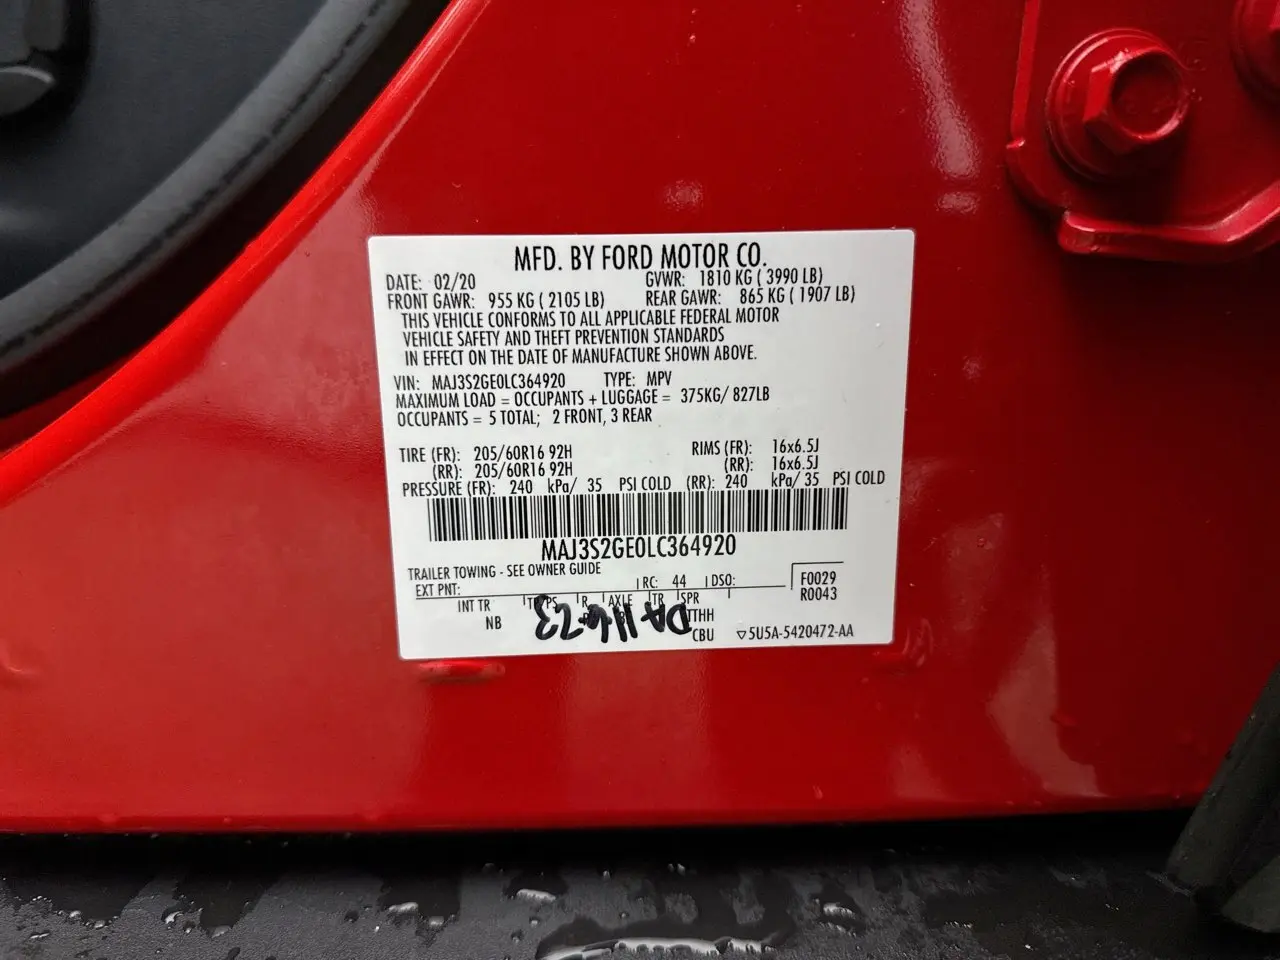 MFD. BY FORD MOTOR CO.
DATE: 02/20 GVWR: 1810 KG ( 3990 LB)
FRONT GAWR: 955 KG ( 2105 LB) REAR GAWR: 865 KG ( 1907 LB)
THIS VEHICLE CONFORMS TO ALL APPLICABLE FEDERAL MOTOR
VEHICLE SAFETY AND THEFT PREVENTION STANDARDS
IN EFFECT ON THE DATE OF MANUFACTURE SHOWN ABOVE.
VIN: MAJ3S2GE0LC364920 TYPE: MPV
MAXIMUM LOAD = OCCUPANTS + LUGGAGE = 375KG/ 827LB
OCCUPANTS = 5 TOTAL; 2 FRONT, 3 REAR
TIRE (FR): 205/60R16 92H RIMS (FR): 16x6.5J
(RR): 205/60R16 92H (RR): 16x6.5J
PRESSURE (FR): 240 kPa/ 35 PSI COLD (RR): 240 kPa/ 35 PSI COLD
MAJ3S2GE0LC364920
TRAILER TOWING - SEE OWNER GUIDE
EXT PNT: RC: 44 DSO: F0029
R0043
INT TR TP/PS R AXLE TR SPR
NB TTHH
CBU ▽5U5A-5420472-AA